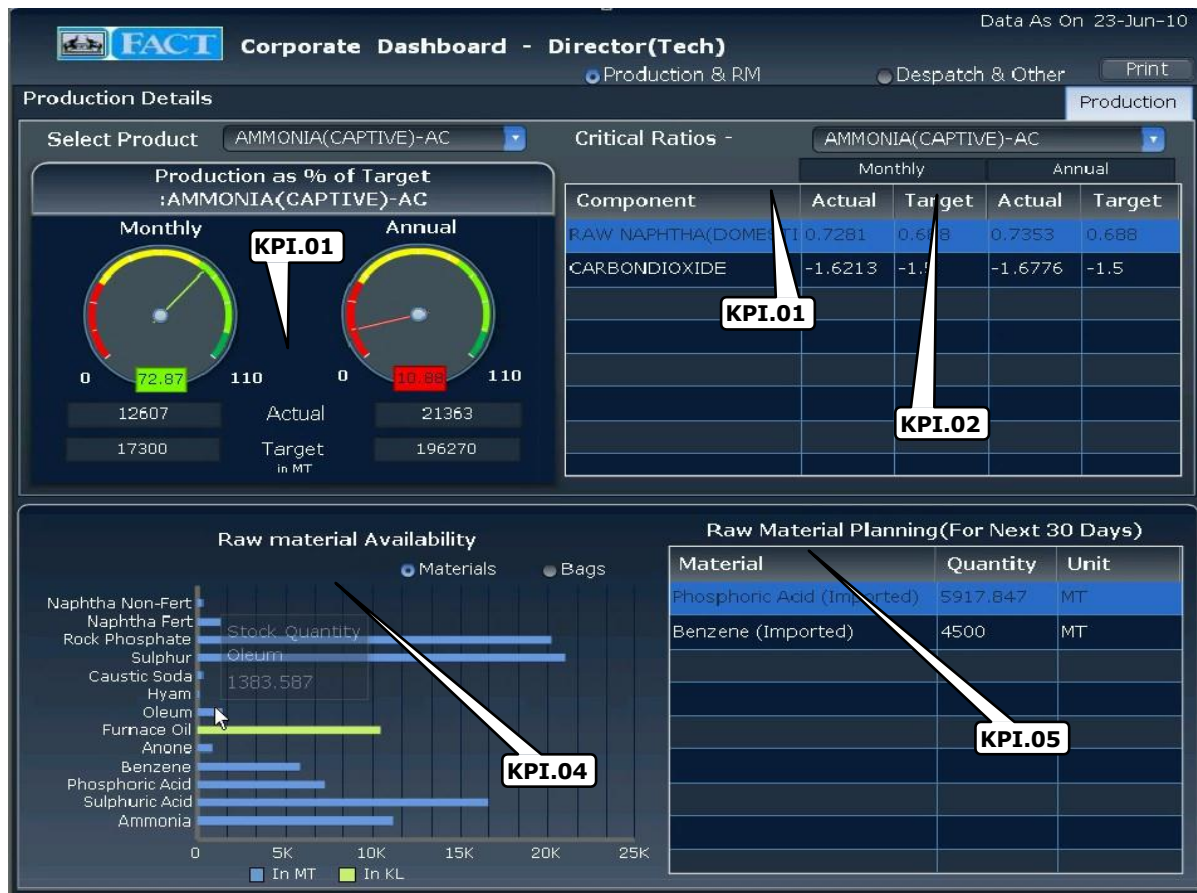 Data As On 23-Jun-10
FACT Corporate Dashboard - Director(Tech)
Production & RM Despatch & Other Print
Production Details
Production
Select Product AMMONIA(CAPTIVE)-AC
Production as % of Target
:AMMONIA(CAPTIVE)-AC
Monthly Annual
KPI.01
0 72.87 110 0 10.88 110
12607 Actual 21363
17300 Target 196270
in MT
Critical Ratios - AMMONIA(CAPTIVE)-AC
Monthly Annual
Component Actual Target Actual Target
RAW NAPHTHA(DOMESTI 0.7281 0.688 0.7353 0.688
CARBONDIOXIDE -1.6213 -1.5 -1.6776 -1.5
KPI.01
KPI.02
Raw material Availability
Materials Bags
Naphtha Non-Fert
Naphtha Fert
Rock Phosphate
Sulphur
Caustic Soda
Hyam
Oleum
Furnace Oil
Anone
Benzene
Phosphoric Acid
Sulphuric Acid
Ammonia
Stock Quantity
Oleum
1383.587
KPI.04
0 5K 10K 15K 20K 25K
In MT In KL
Raw Material Planning(For Next 30 Days)
Material Quantity Unit
Phosphoric Acid (Imported) 5917.847 MT
Benzene (Imported) 4500 MT
KPI.05